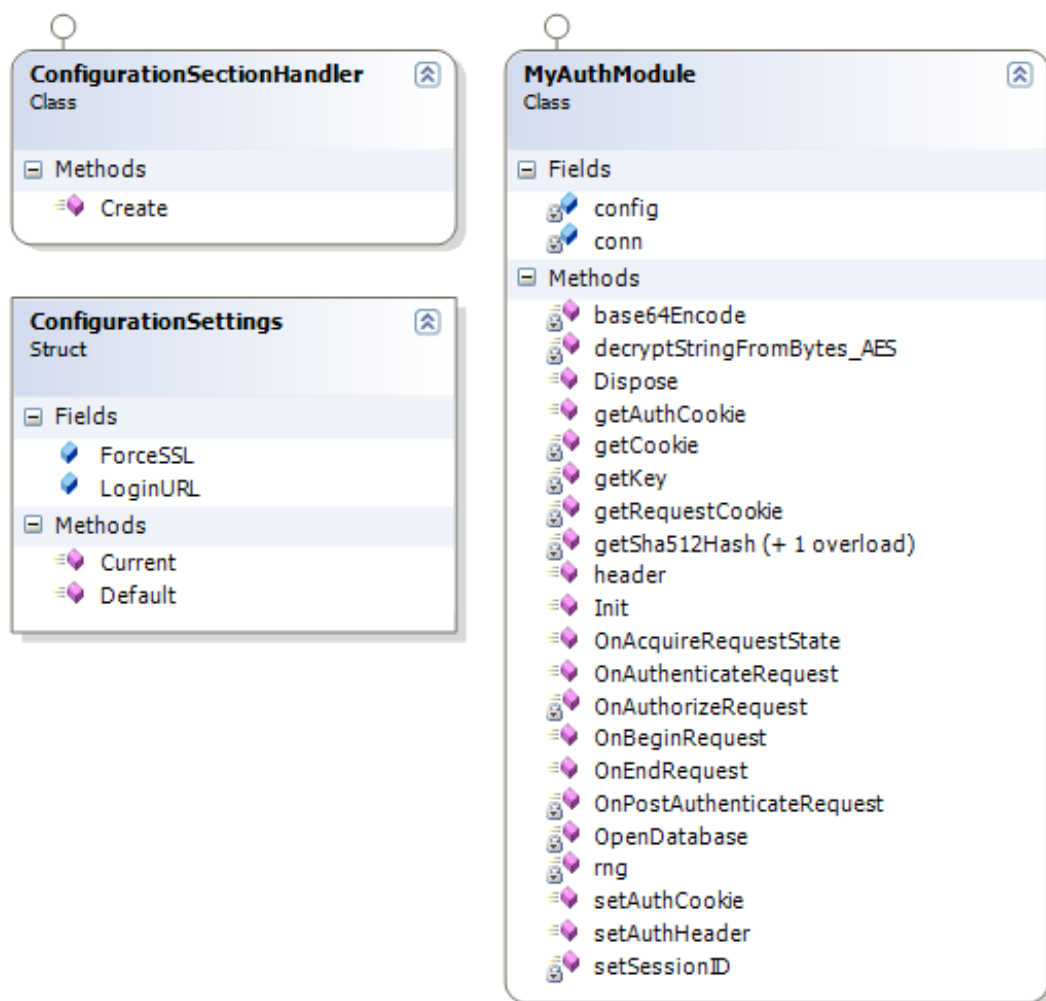 ConfigurationSectionHandler
Class
Methods
Create
ConfigurationSettings
Struct
Fields
ForceSSL
LoginURL
Methods
Current
Default
MyAuthModule
Class
Fields
config
conn
Methods
base64Encode
decryptStringFromBytes_AES
Dispose
getAuthCookie
getCookie
getKey
getRequestCookie
getSha512Hash (+ 1 overload)
header
Init
OnAcquireRequestState
OnAuthenticateRequest
OnAuthorizeRequest
OnBeginRequest
OnEndRequest
OnPostAuthenticateRequest
OpenDatabase
rng
setAuthCookie
setAuthHeader
setSessionID